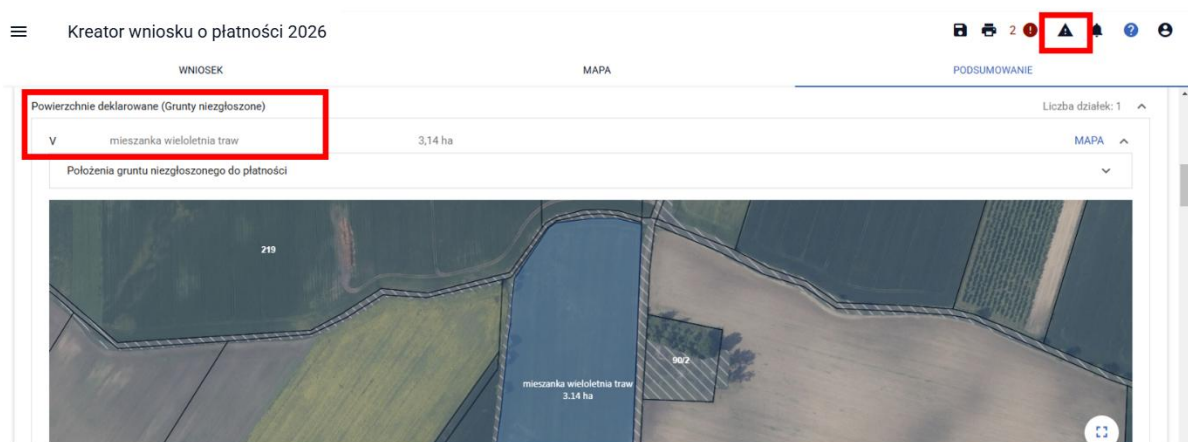 Kreator wniosku o płatności 2026
2
WNIOSEK
MAPA
PODSUMOWANIE
Powierzchnie deklarowane (Grunty niezgłoszone)
Liczba działek: 1
V mieszanka wieloletnia traw 3,14 ha MAPA
Położenia gruntu niezgłoszonego do płatności
219
90/2
mieszanka wieloletnia traw
3.14 ha